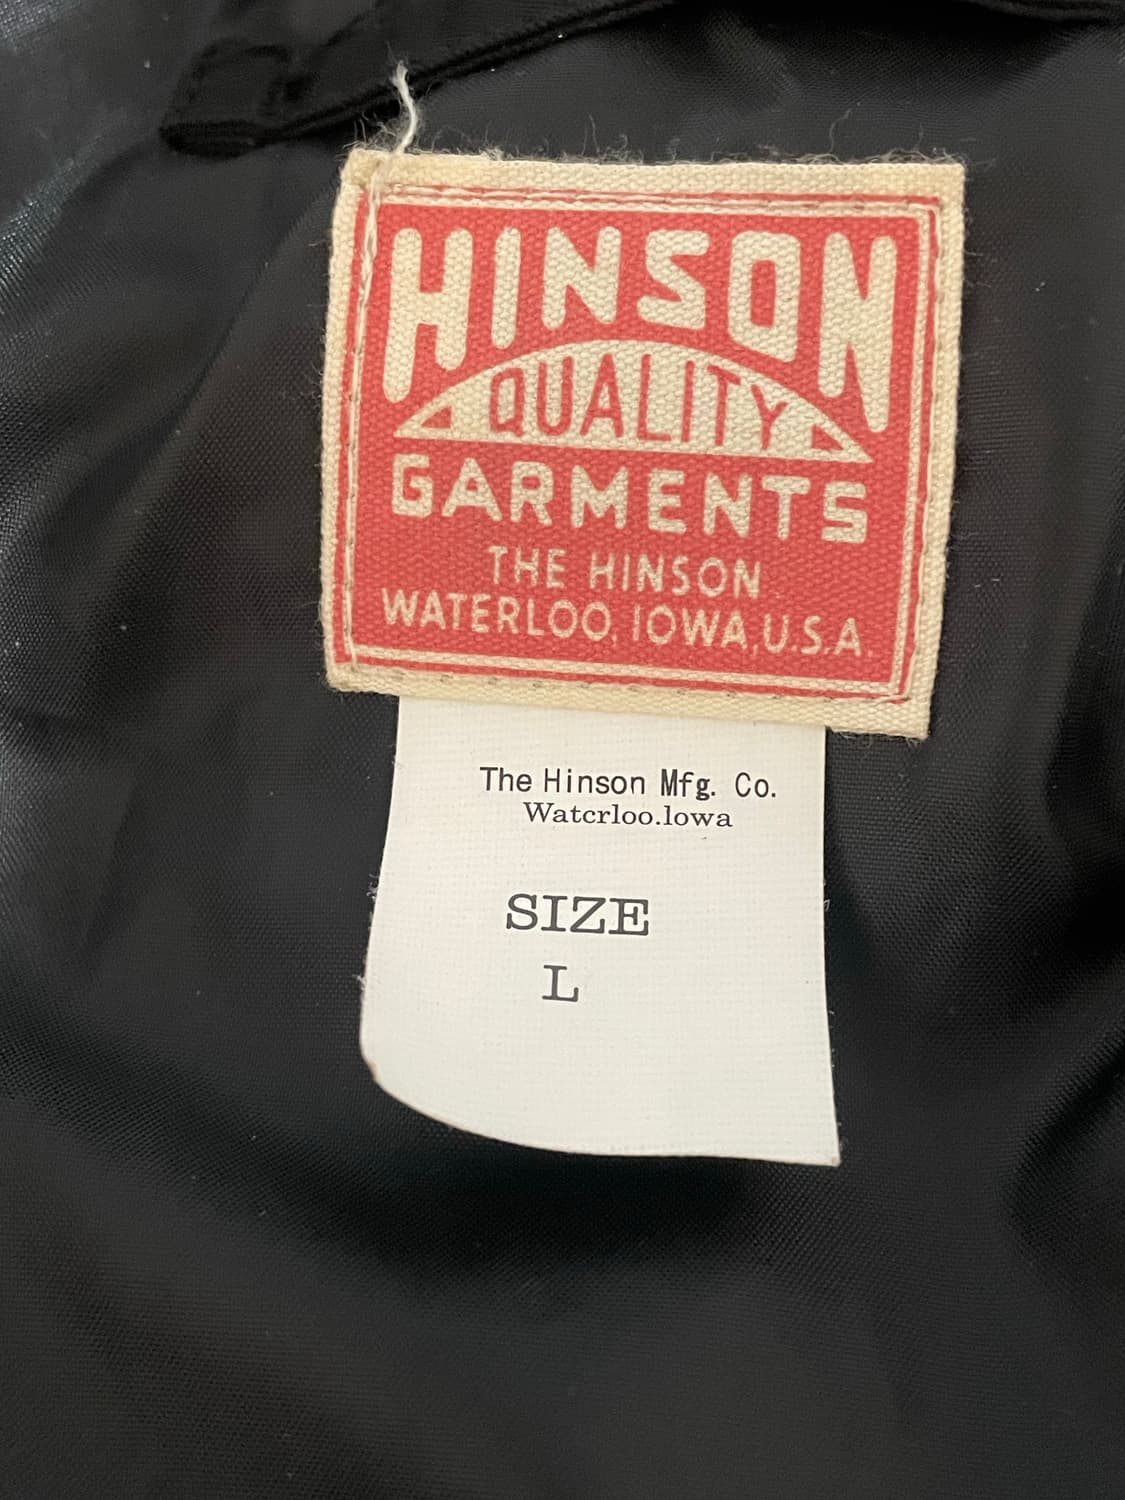 HINSON
QUALITY
GARMENTS
THE HINSON
WATERLOO, IOWA, U.S.A.
The Hinson Mfg. Co.
Watcrloo.lowa
SIZE
L